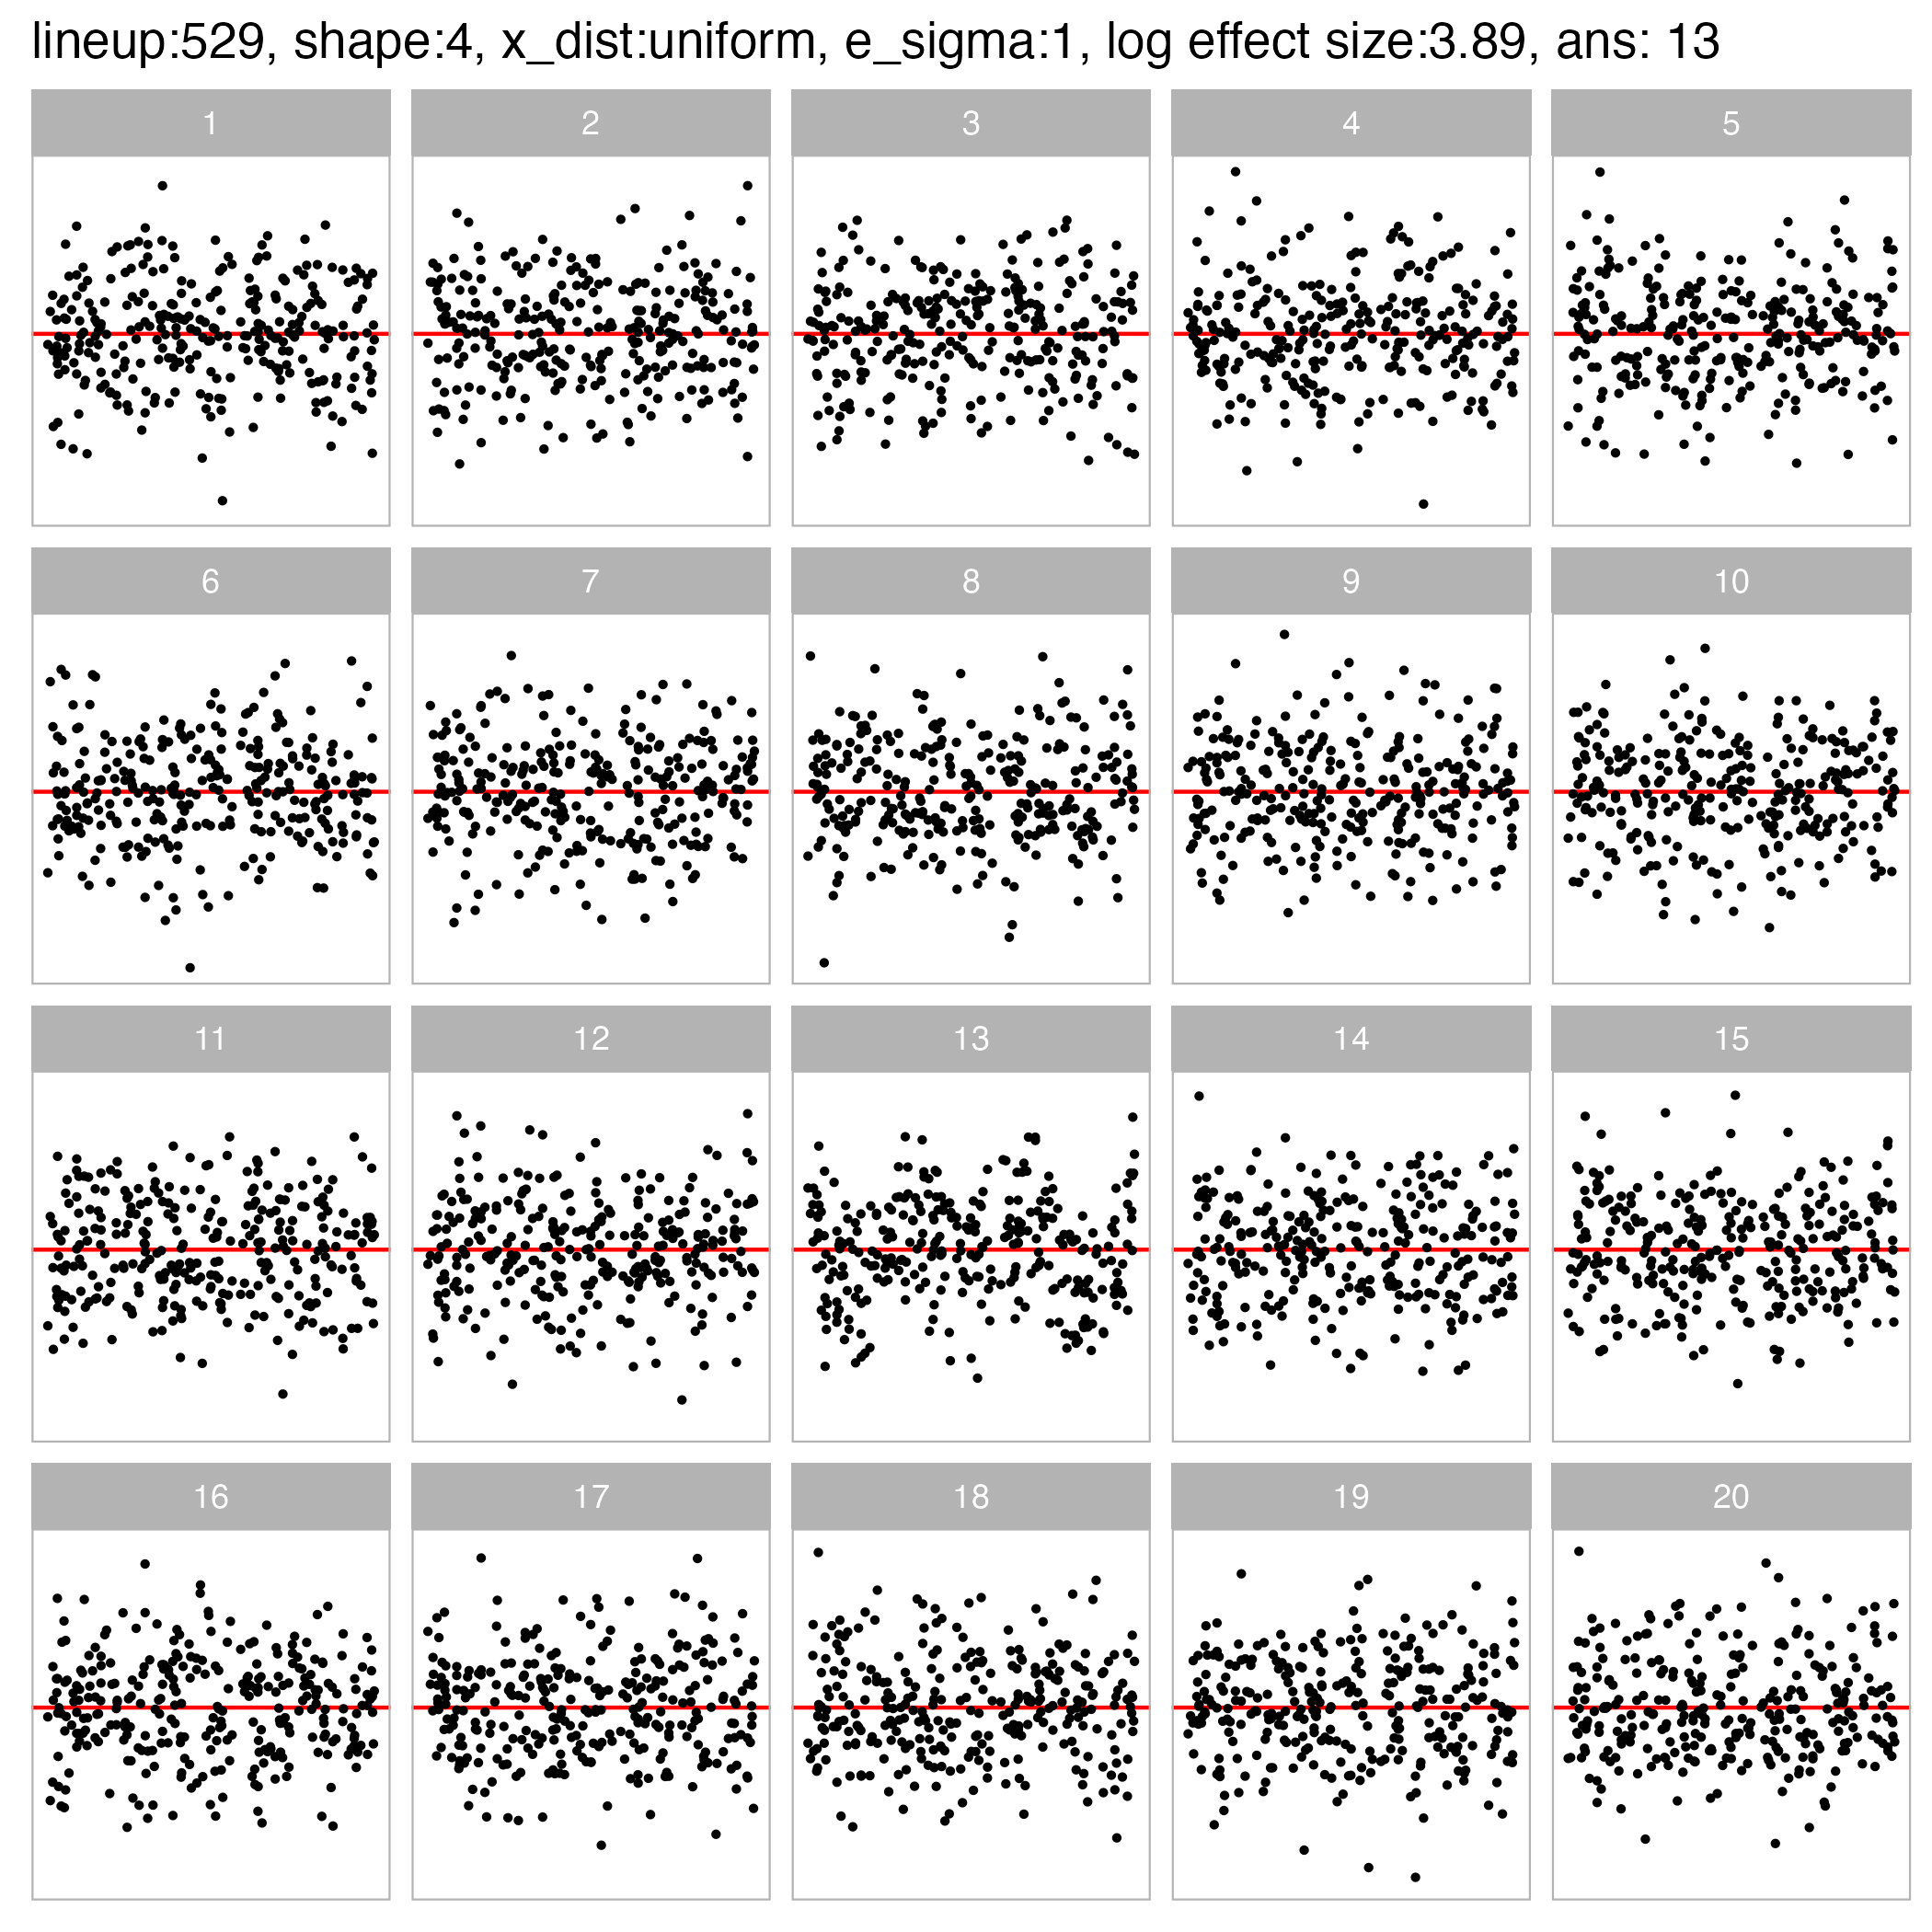 lineup:529, shape:4, x_dist:uniform, e_sigma:1, log effect size:3.89, ans: 13
1 2 3 4 5
6 7 8 9 10
11 12 13 14 15
16 17 18 19 20